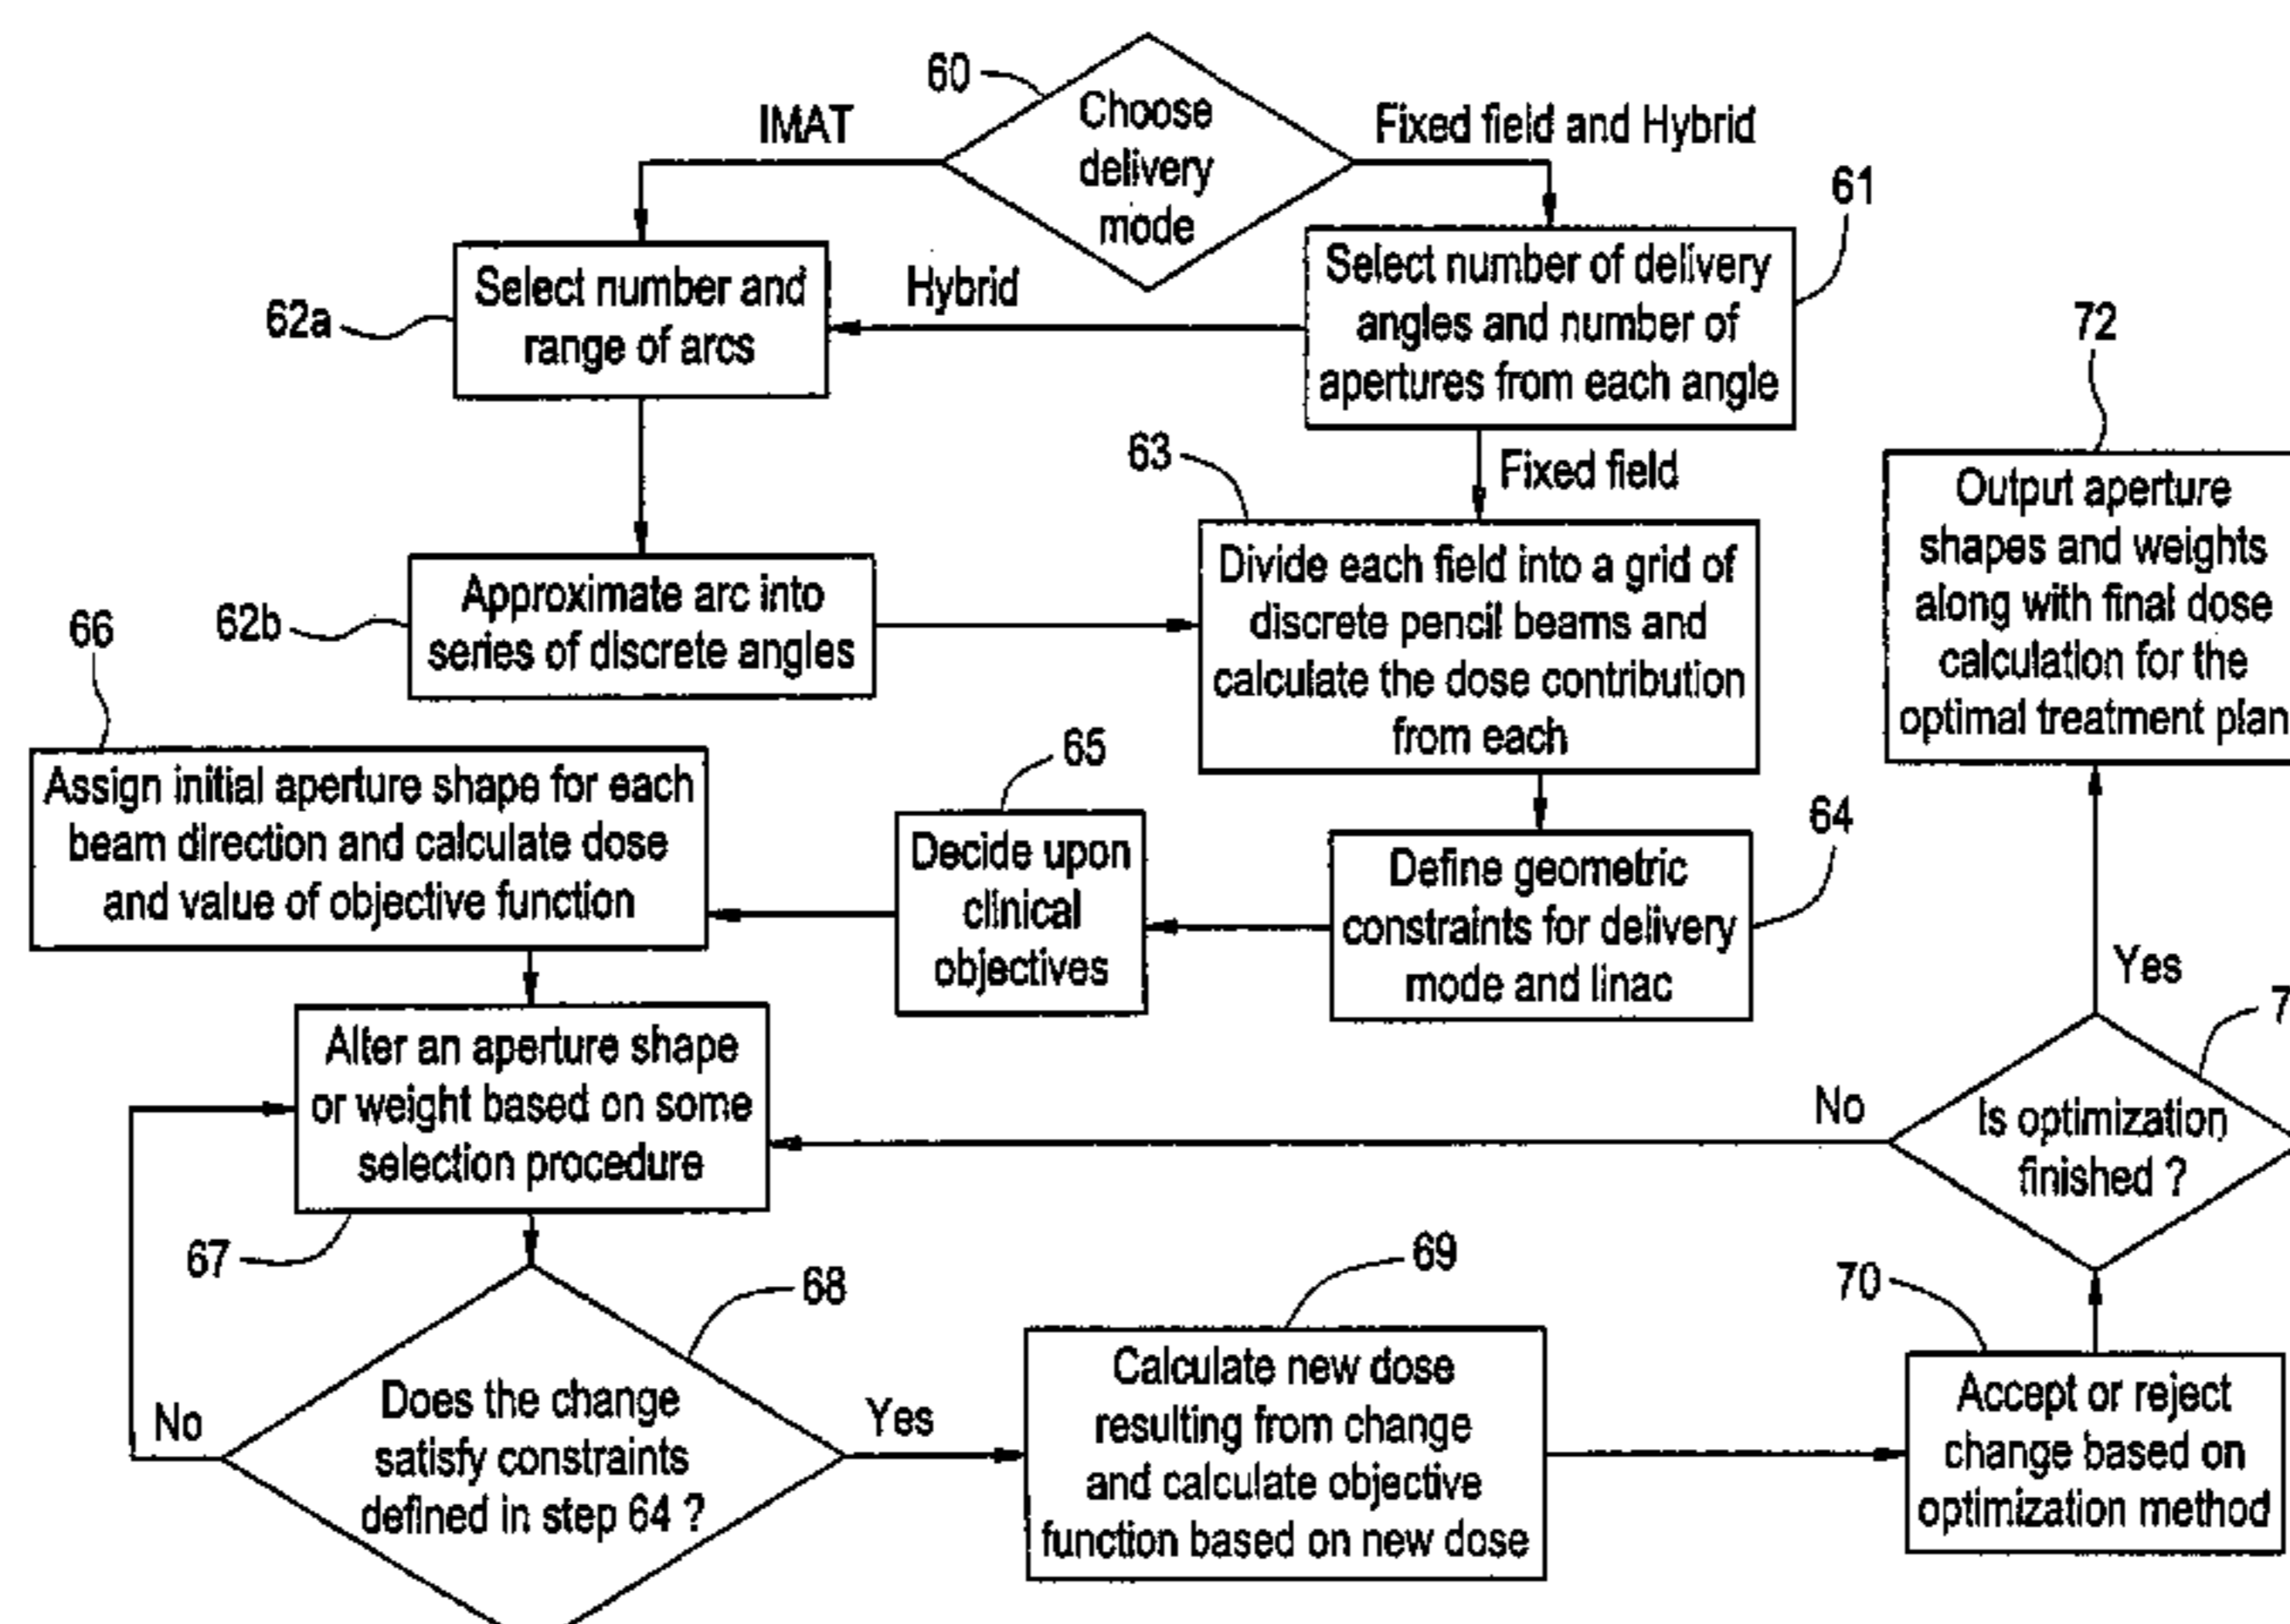 60
Choose
delivery
mode
IMAT
Fixed field and Hybrid
61
Select number of delivery
angles and number of
apertures from each angle
Hybrid
62a
Select number and
range of arcs
62b
Approximate arc into
series of discrete angles
63
Fixed field
Divide each field into a grid of
discrete pencil beams and
calculate the dose contribution
from each
64
Define geometric
constraints for delivery
mode and linac
65
Decide upon
clinical
objectives
66
Assign initial aperture shape for each
beam direction and calculate dose
and value of objective function
67
Alter an aperture shape
or weight based on some
selection procedure
68
Does the change
satisfy constraints
defined in step 64 ?
No
Yes
69
Calculate new dose
resulting from change
and calculate objective
function based on new dose
70
Accept or reject
change based on
optimization method
Is optimization
finished ?
No
Yes
72
Output aperture
shapes and weights
along with final dose
calculation for the
optimal treatment plan